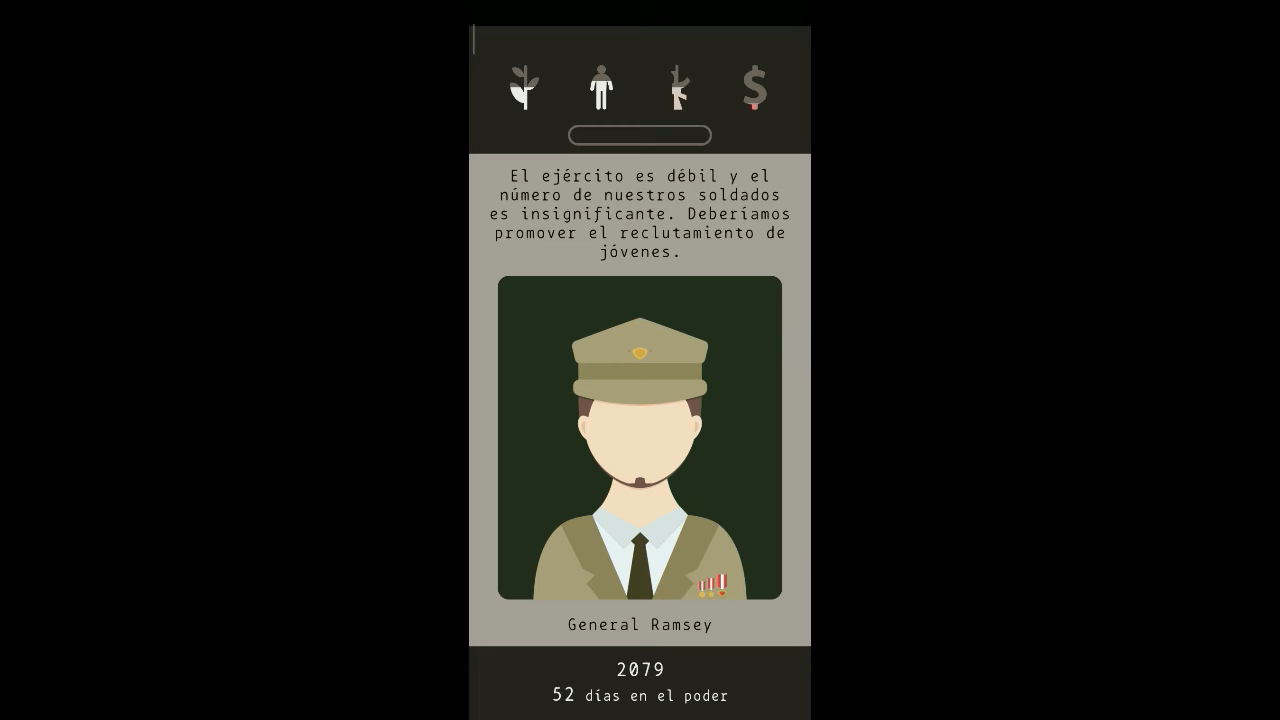 El ejército es débil y el
número de nuestros soldados
es insignificante. Deberíamos
promover el reclutamiento de
jóvenes.
General Ramsey
2079
52 días en el poder